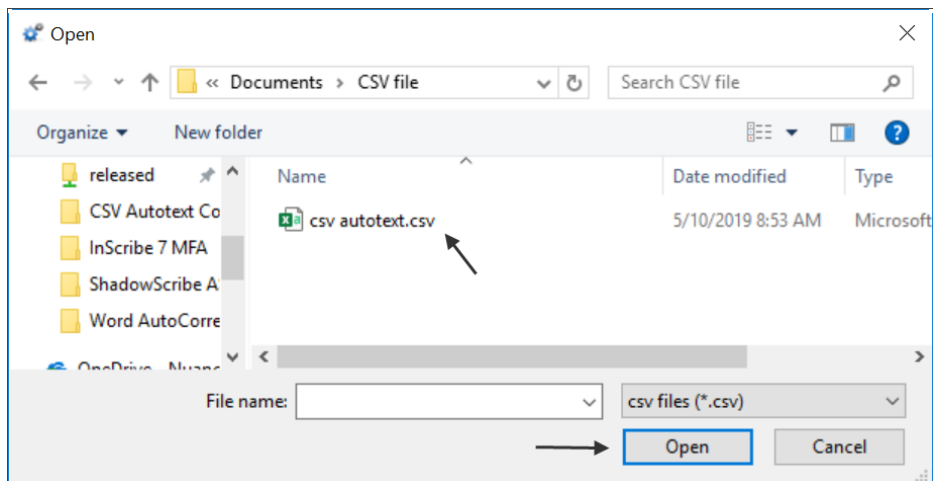 Open
« Documents > CSV file
Search CSV file
Organize
New folder
released
CSV Autotext Co
InScribe 7 MFA
ShadowScribe A
Word AutoCorre
OneDrive - Nuanc
Name
Date modified
Type
csv autotext.csv
5/10/2019 8:53 AM
Microsoft
File name:
csv files (*.csv)
Open
Cancel